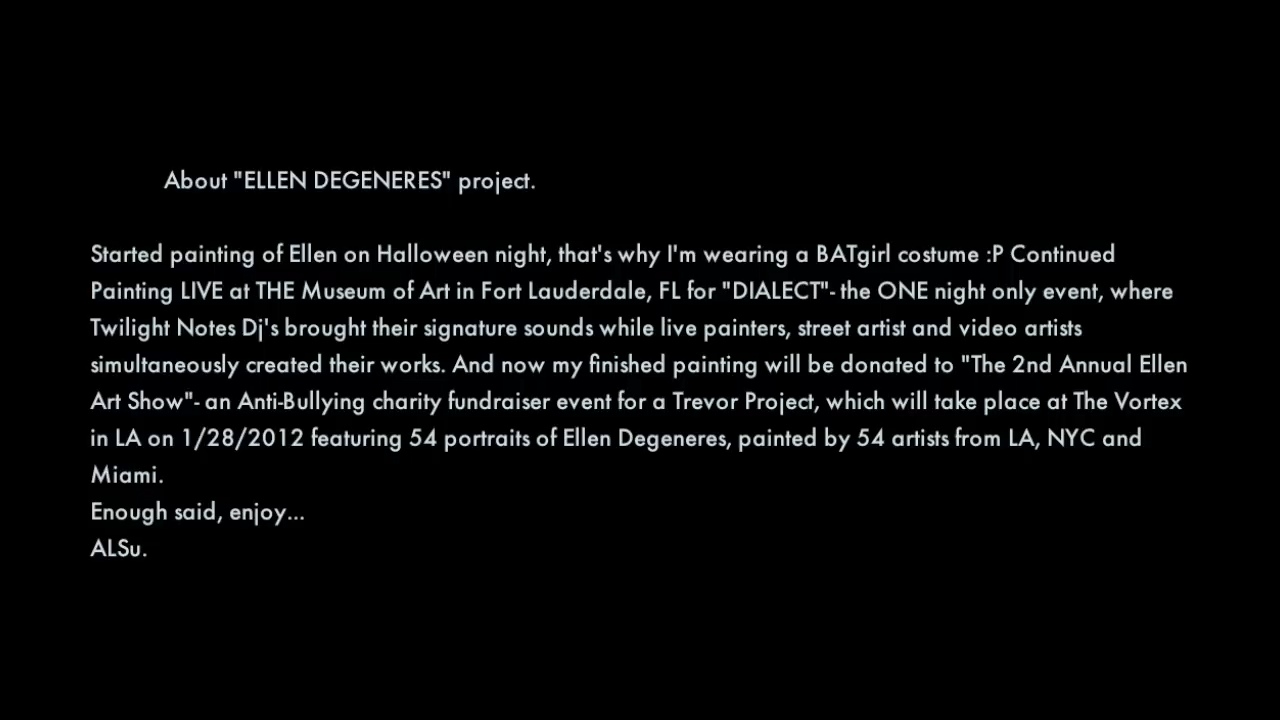 About "ELLEN DEGENERES" project.
Started painting of Ellen on Halloween night, that's why I'm wearing a BATgirl costume :P Continued
Painting LIVE at THE Museum of Art in Fort Lauderdale, FL for "DIALECT"- the ONE night only event, where
Twilight Notes Dj's brought their signature sounds while live painters, street artist and video artists
simultaneously created their works. And now my finished painting will be donated to "The 2nd Annual Ellen
Art Show"- an Anti-Bullying charity fundraiser event for a Trevor Project, which will take place at The Vortex
in LA on 1/28/2012 featuring 54 portraits of Ellen Degeneres, painted by 54 artists from LA, NYC and
Miami.
Enough said, enjoy...
ALSu.